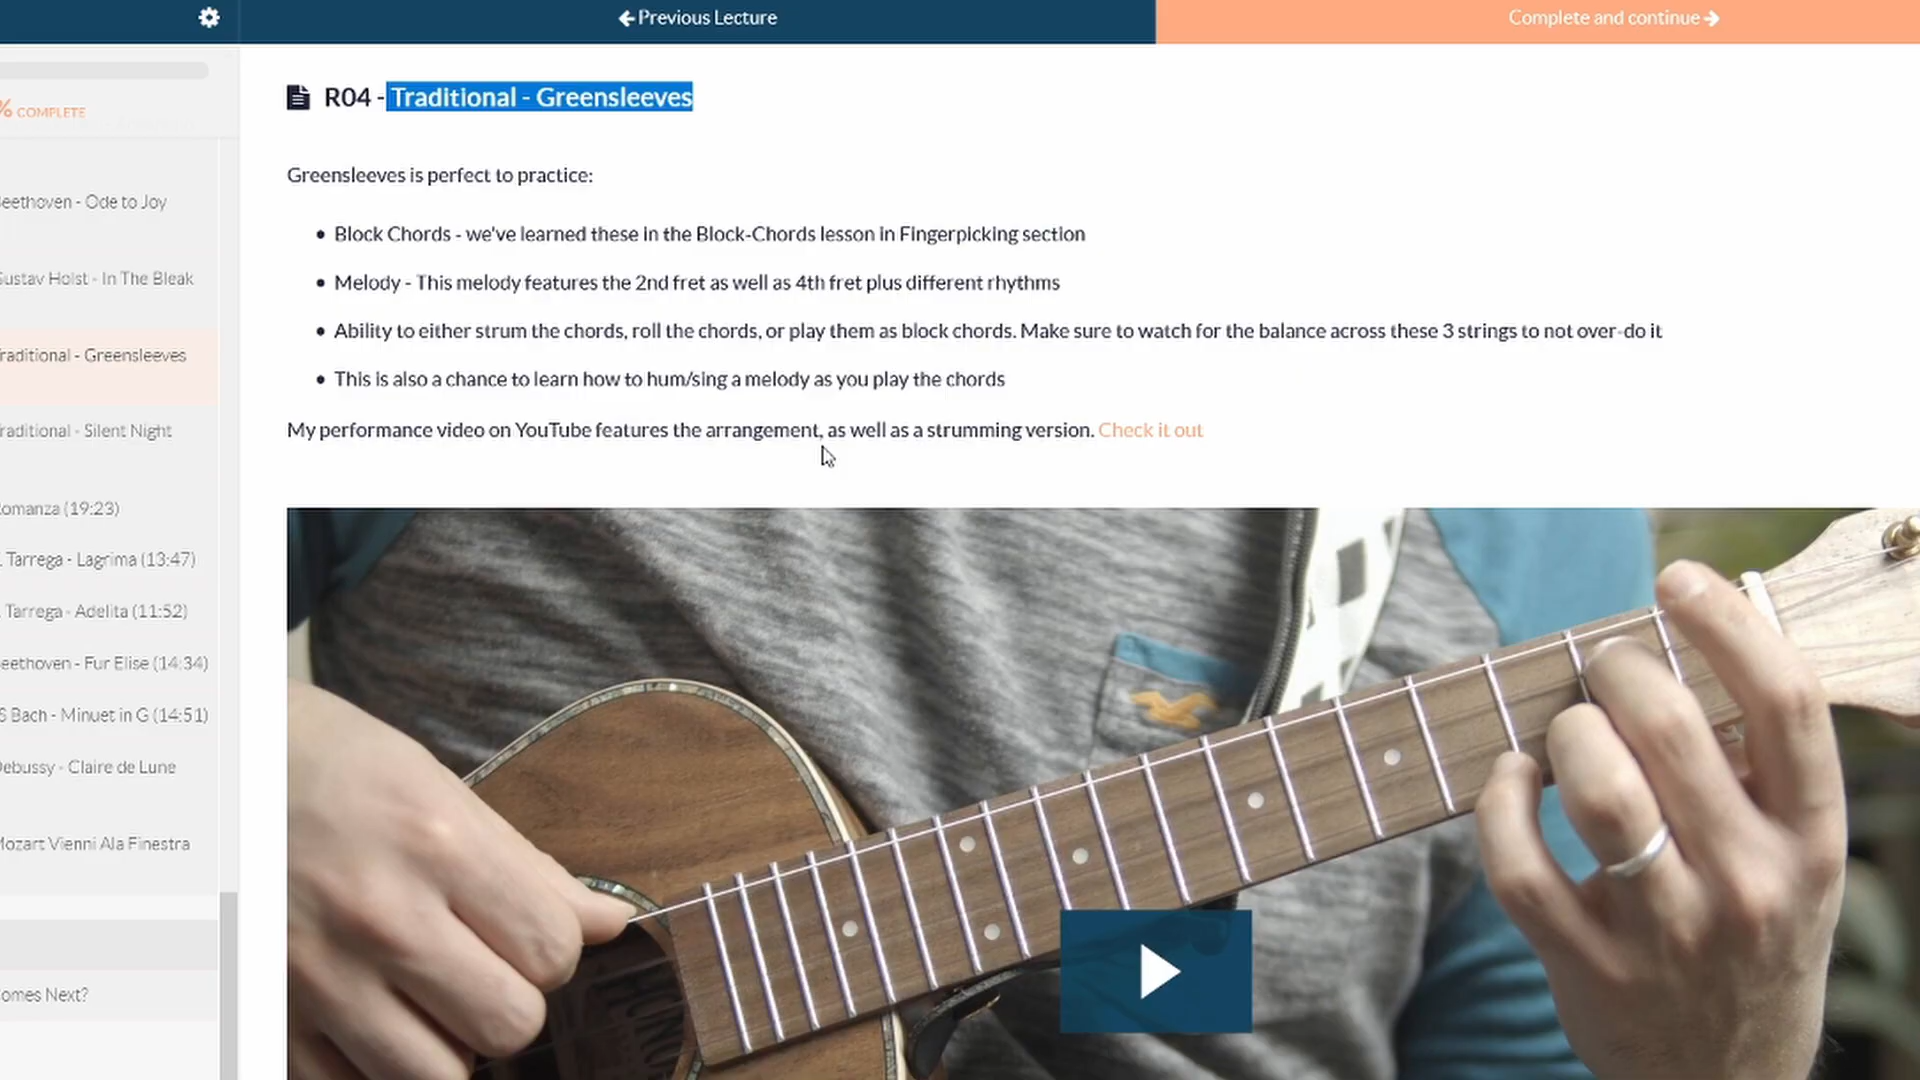 Previous Lecture
Complete and continue
% COMPLETE
R04 - Traditional - Greensleeves
Greensleeves is perfect to practice:
Block Chords - we've learned these in the Block-Chords lesson in Fingerpicking section
Melody - This melody features the 2nd fret as well as 4th fret plus different rhythms
Ability to either strum the chords, roll the chords, or play them as block chords. Make sure to watch for the balance across these 3 strings to not over-do it
This is also a chance to learn how to hum/sing a melody as you play the chords
My performance video on YouTube features the arrangement, as well as a strumming version. Check it out
eethoven - Ode to Joy
Gustav Holst - In The Bleak
raditional - Greensleeves
raditional - Silent Night
omanza (19:23)
. Tarrega - Lagrima (13:47)
. Tarrega - Adelita (11:52)
eethoven - Fur Elise (14:34)
S Bach - Minuet in G (14:51)
Debussy - Claire de Lune
Mozart Vienni Ala Finestra
omes Next?